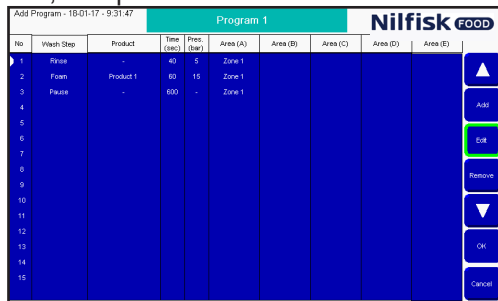 Add Program - 18-01-17 - 9:31:47
Program 1
Nilfisk FOOD
No Wash Step Product Time (sec) Pres. (bar) Area (A) Area (B) Area (C) Area (D) Area (E)
1 Rinse - 40 5 Zone 1
2 Foam Product 1 60 15 Zone 1
3 Pause - 600 - Zone 1
4
5
6
7
8
9
10
11
12
13
14
15
Add
Edit
Remove
OK
Cancel